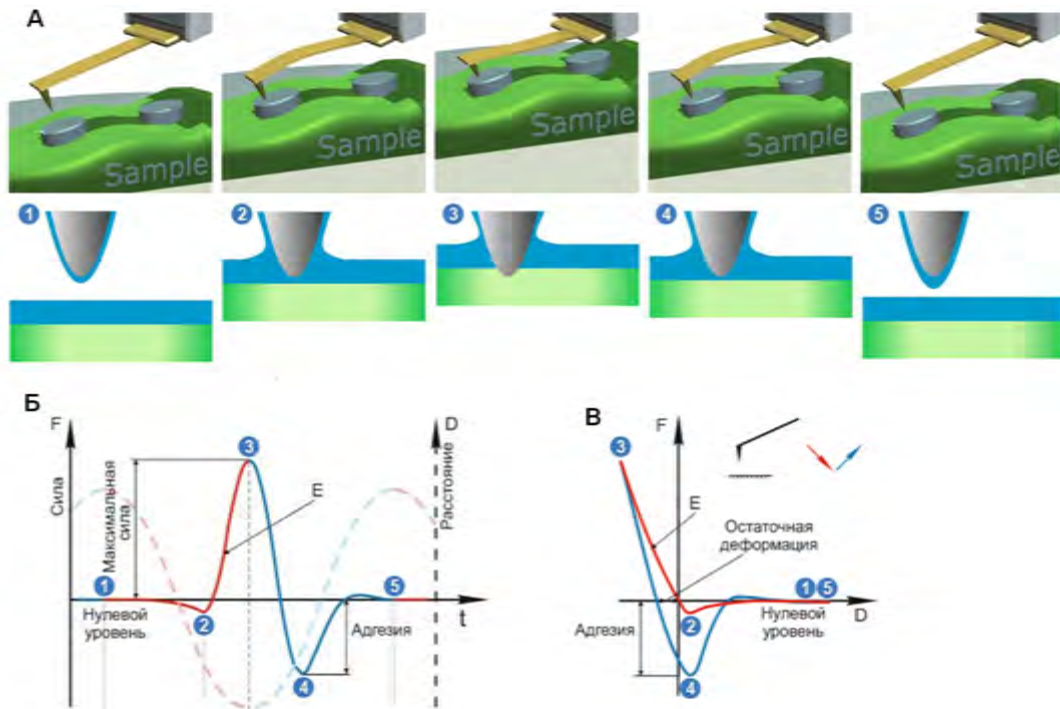 А
Sample
Sample
Sample
Sample
Sample
1
2
3
4
5
Б
F
Сила
Максимальная
сила
E
D
Расстояние
1
2
3
4
5
Нулевой
уровень
Адгезия
t
В
F
3
E
Остаточная
деформация
1
5
2
4
Нулевой
уровень
D
Адгезия